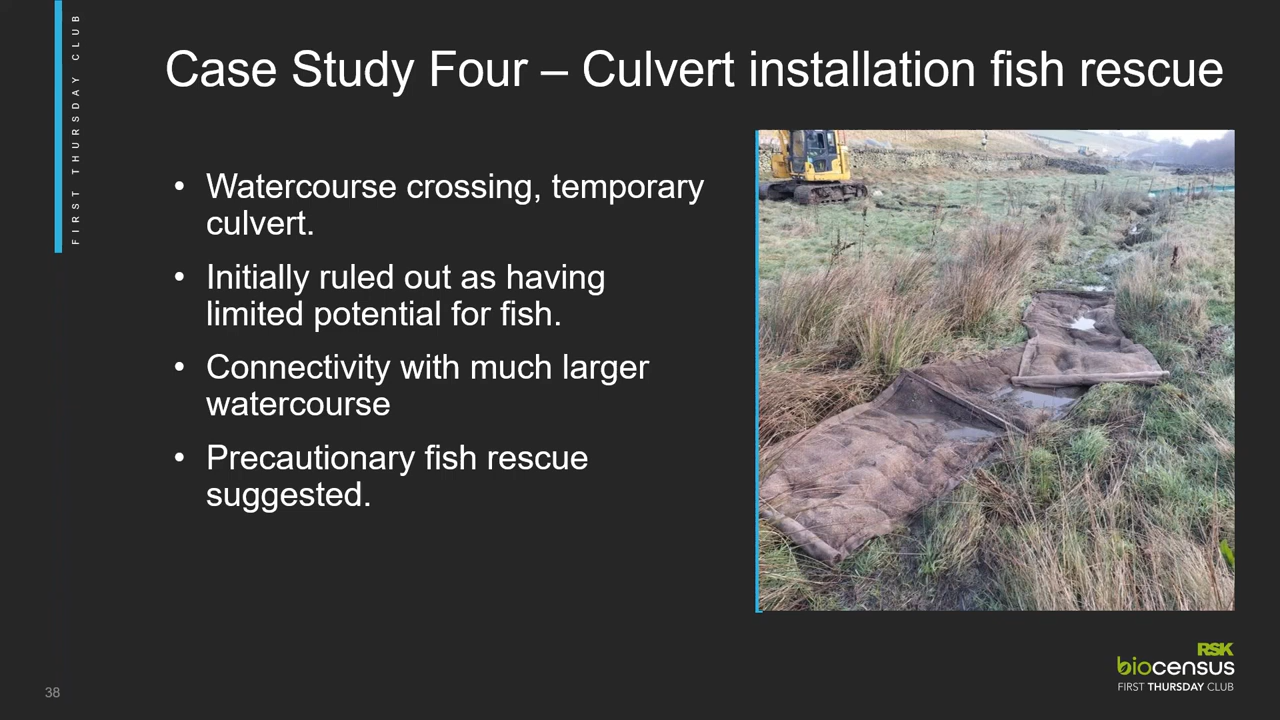 FIRST THURSDAY CLUB
Case Study Four – Culvert installation fish rescue
• Watercourse crossing, temporary
culvert.
• Initially ruled out as having
limited potential for fish.
• Connectivity with much larger
watercourse
• Precautionary fish rescue
suggested.
RSK
biocensus
FIRST THURSDAY CLUB
38